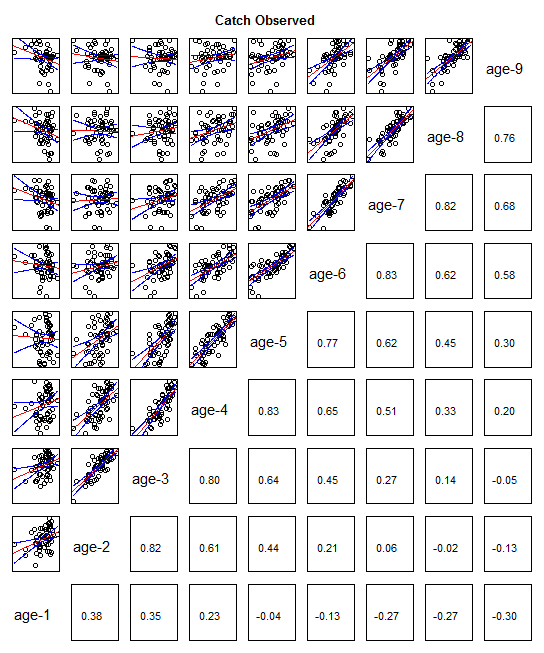 Catch Observed
age-9
age-8 0.76
age-7 0.82 0.68
age-6 0.83 0.62 0.58
age-5 0.77 0.62 0.45 0.30
age-4 0.83 0.65 0.51 0.33 0.20
age-3 0.80 0.64 0.45 0.27 0.14 -0.05
age-2 0.82 0.61 0.44 0.21 0.06 -0.02 -0.13
age-1 0.38 0.35 0.23 -0.04 -0.13 -0.27 -0.27 -0.30